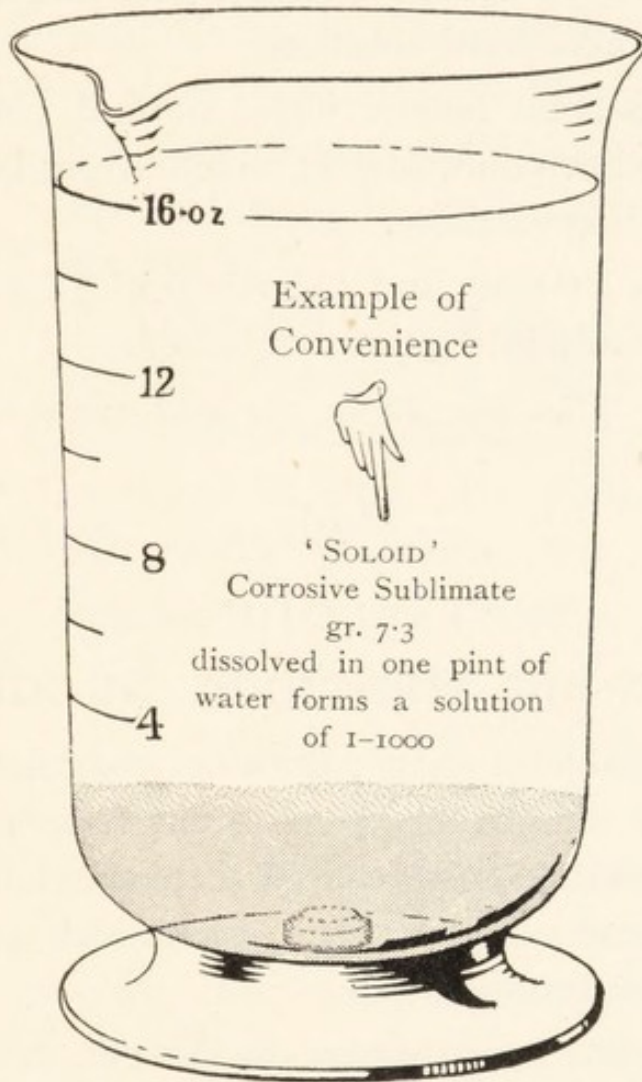 16·oz
Example of
Convenience
12
8
‘SOLOID’
Corrosive Sublimate
gr. 7·3
dissolved in one pint of
water forms a solution
of 1–1000
4